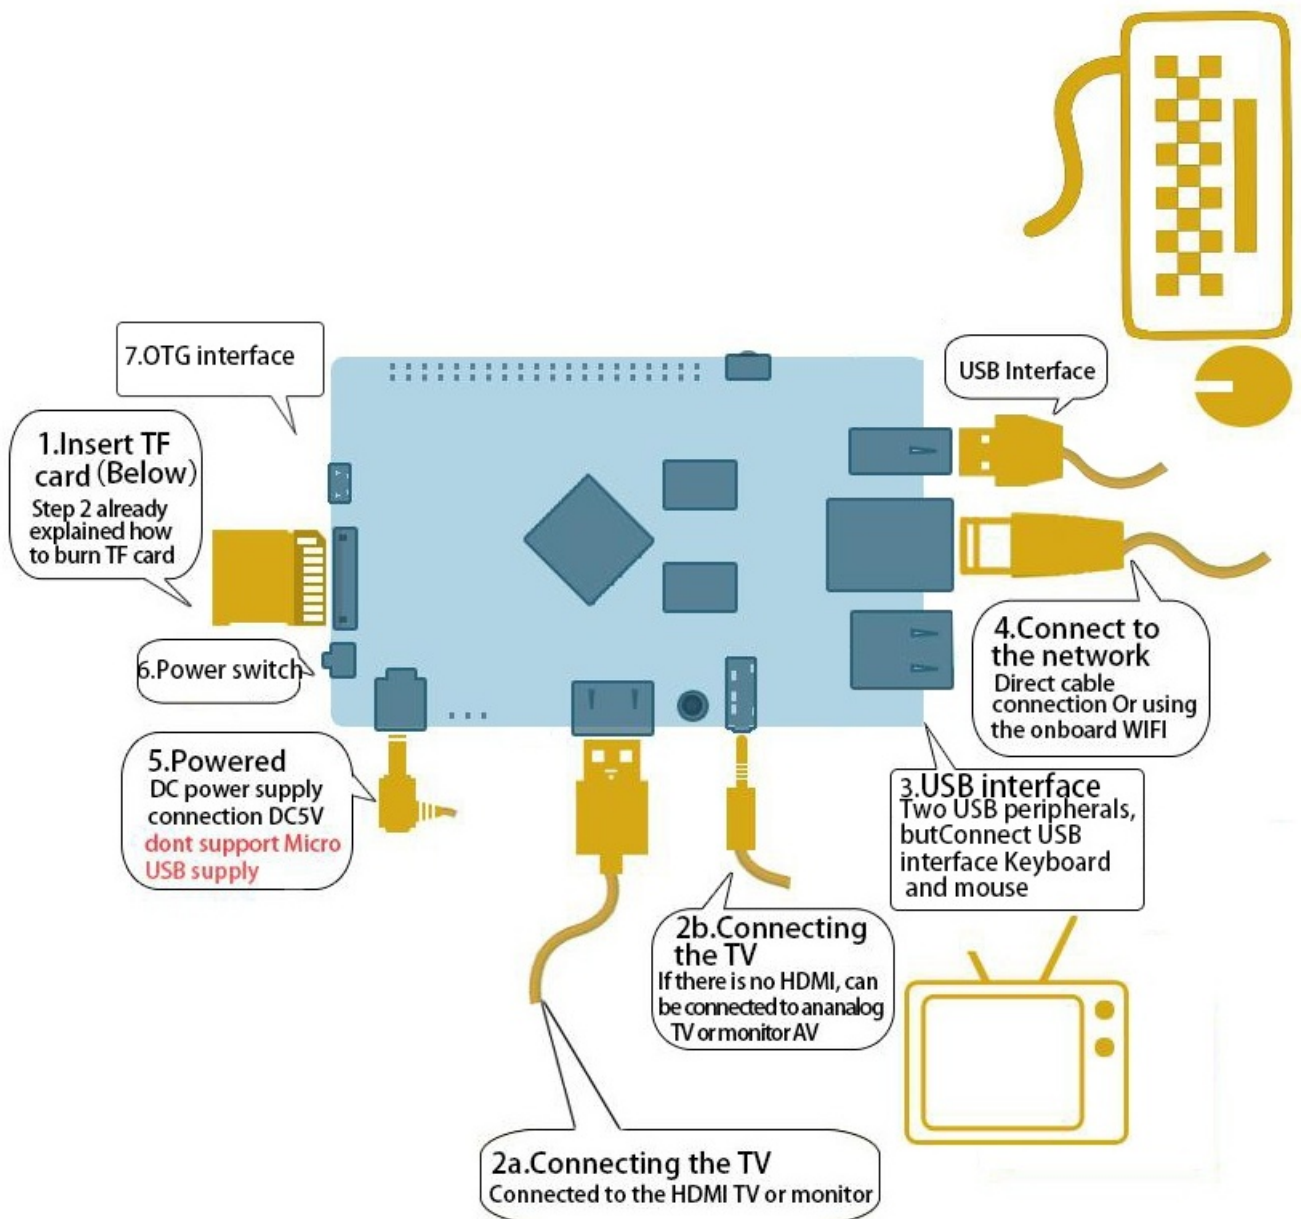 7.OTG interface
USB Interface
1.Insert TF
card (Below)
Step 2 already
explained how
to burn TF card
4.Connect to
the network
Direct cable
connection Or using
the onboard WIFI
6.Power switch
5.Powered
DC power supply
connection DC5V
dont support Micro
USB supply
3.USB interface
Two USB peripherals,
butConnect USB
interface Keyboard
and mouse
2b.Connecting
the TV
If there is no HDMI, can
be connected to ananalog
TV or monitor AV
2a.Connecting the TV
Connected to the HDMI TV or monitor